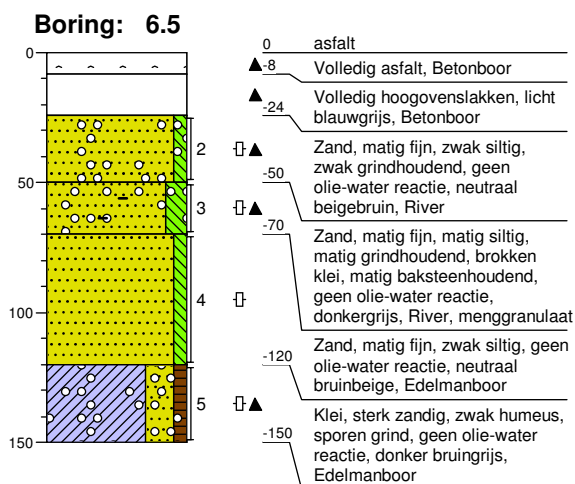 Boring: 6.5
0
50
100
150
2
3
4
5
0 asfalt
-8
Volledig asfalt, Betonboor
-24
Volledig hoogovenslakken, licht
blauwgrijs, Betonboor
-50
Zand, matig fijn, zwak siltig,
zwak grindhoudend, geen
olie-water reactie, neutraal
beigebruin, River
-70
Zand, matig fijn, matig siltig,
matig grindhoudend, brokken
klei, matig baksteenhoudend,
geen olie-water reactie,
donkergrijs, River, menggranulaat
-120
Zand, matig fijn, zwak siltig, geen
olie-water reactie, neutraal
bruinbeige, Edelmanboor
-150
Klei, sterk zandig, zwak humeus,
sporen grind, geen olie-water
reactie, donker bruingrijs,
Edelmanboor